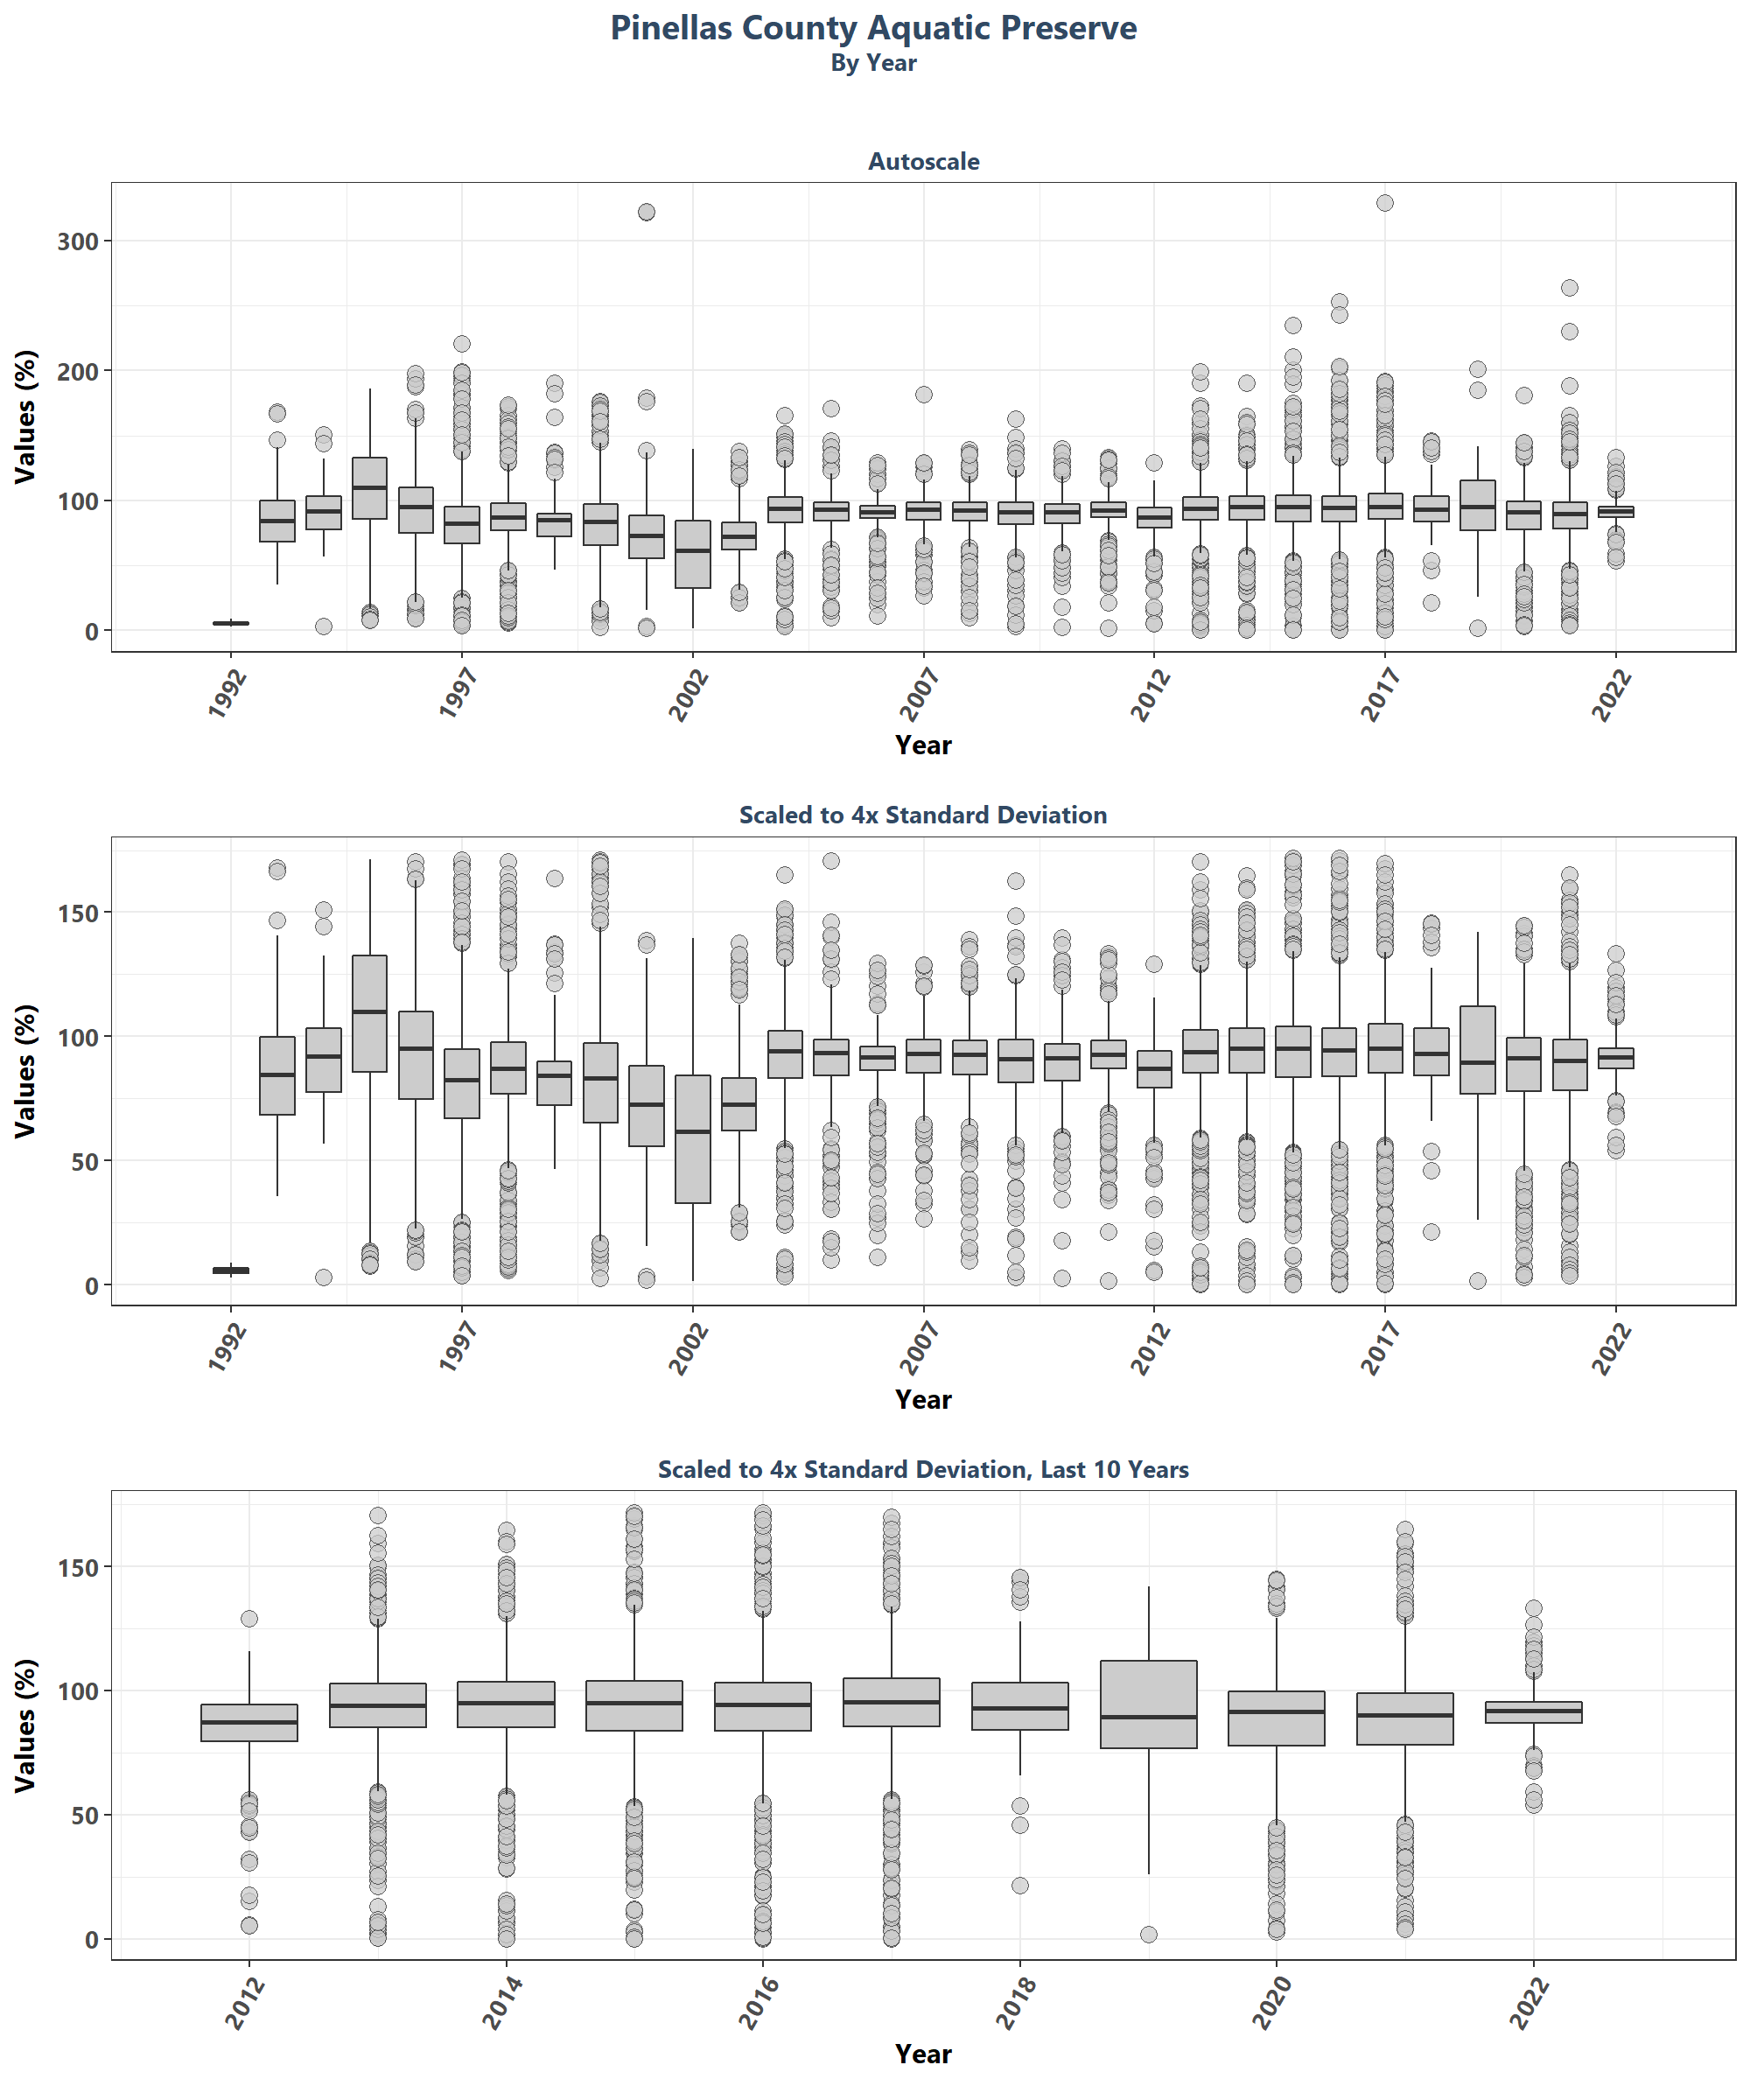 Pinellas County Aquatic Preserve
By Year
Autoscale
Values (%)
300
200
100
0
1992
1997
2002
2007
2012
2017
2022
Year
Scaled to 4x Standard Deviation
Values (%)
150
100
50
0
1992
1997
2002
2007
2012
2017
2022
Year
Scaled to 4x Standard Deviation, Last 10 Years
Values (%)
150
100
50
0
2012
2014
2016
2018
2020
2022
Year